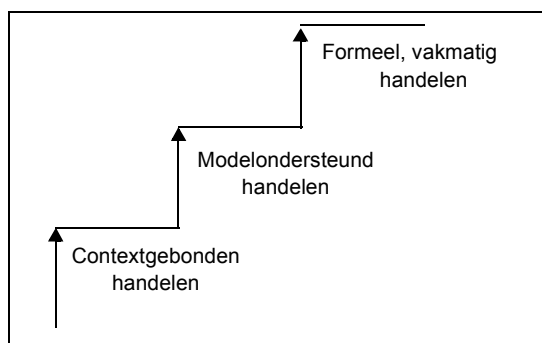 Formeel, vakmatig
handelen
Modelondersteund
handelen
Contextgebonden
handelen